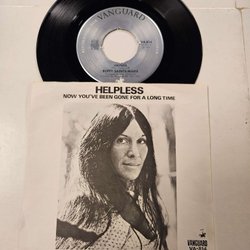 VANGUARD
HELPLESS
BUFFY SAINTE-MARIE
HELPLESS
NOW YOU'VE BEEN GONE FOR A LONG TIME
VANGUARD